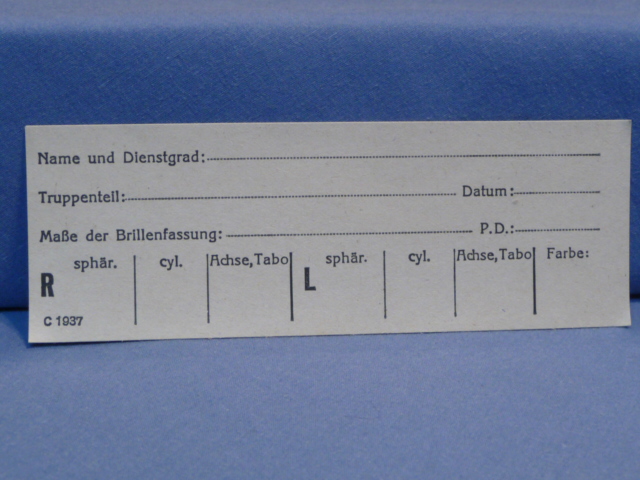 Name und Dienstgrad:
Truppenteil: Datum:
Maße der Brillenfassung: P.D.:
R sphär. cyl. Achse, Tabo L sphär. cyl. Achse, Tabo Farbe:
C 1937